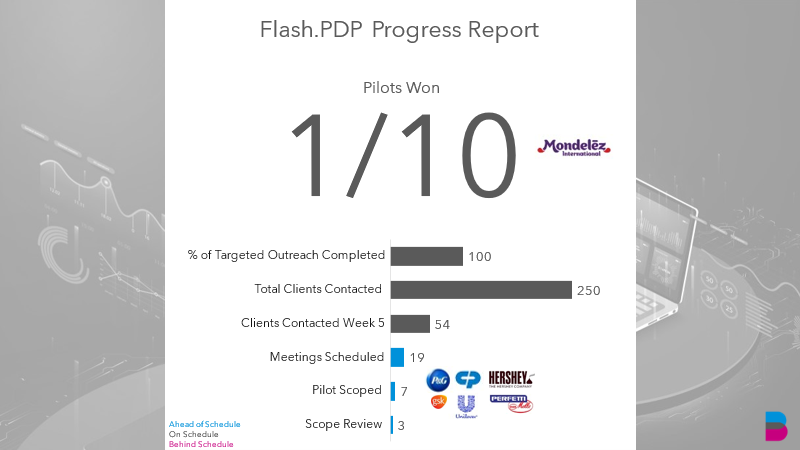 Flash.PDP Progress Report
Pilots Won
1/10
Mondelēz
International
% of Targeted Outreach Completed 100
Total Clients Contacted 250
Clients Contacted Week 5 54
Meetings Scheduled 19
P&G CP HERSHEY
THE HERSHEY COMPANY
Pilot Scoped 7
gsk Unilever PERFETTI
van Melle
Scope Review 3
Ahead of Schedule
On Schedule
Behind Schedule
B